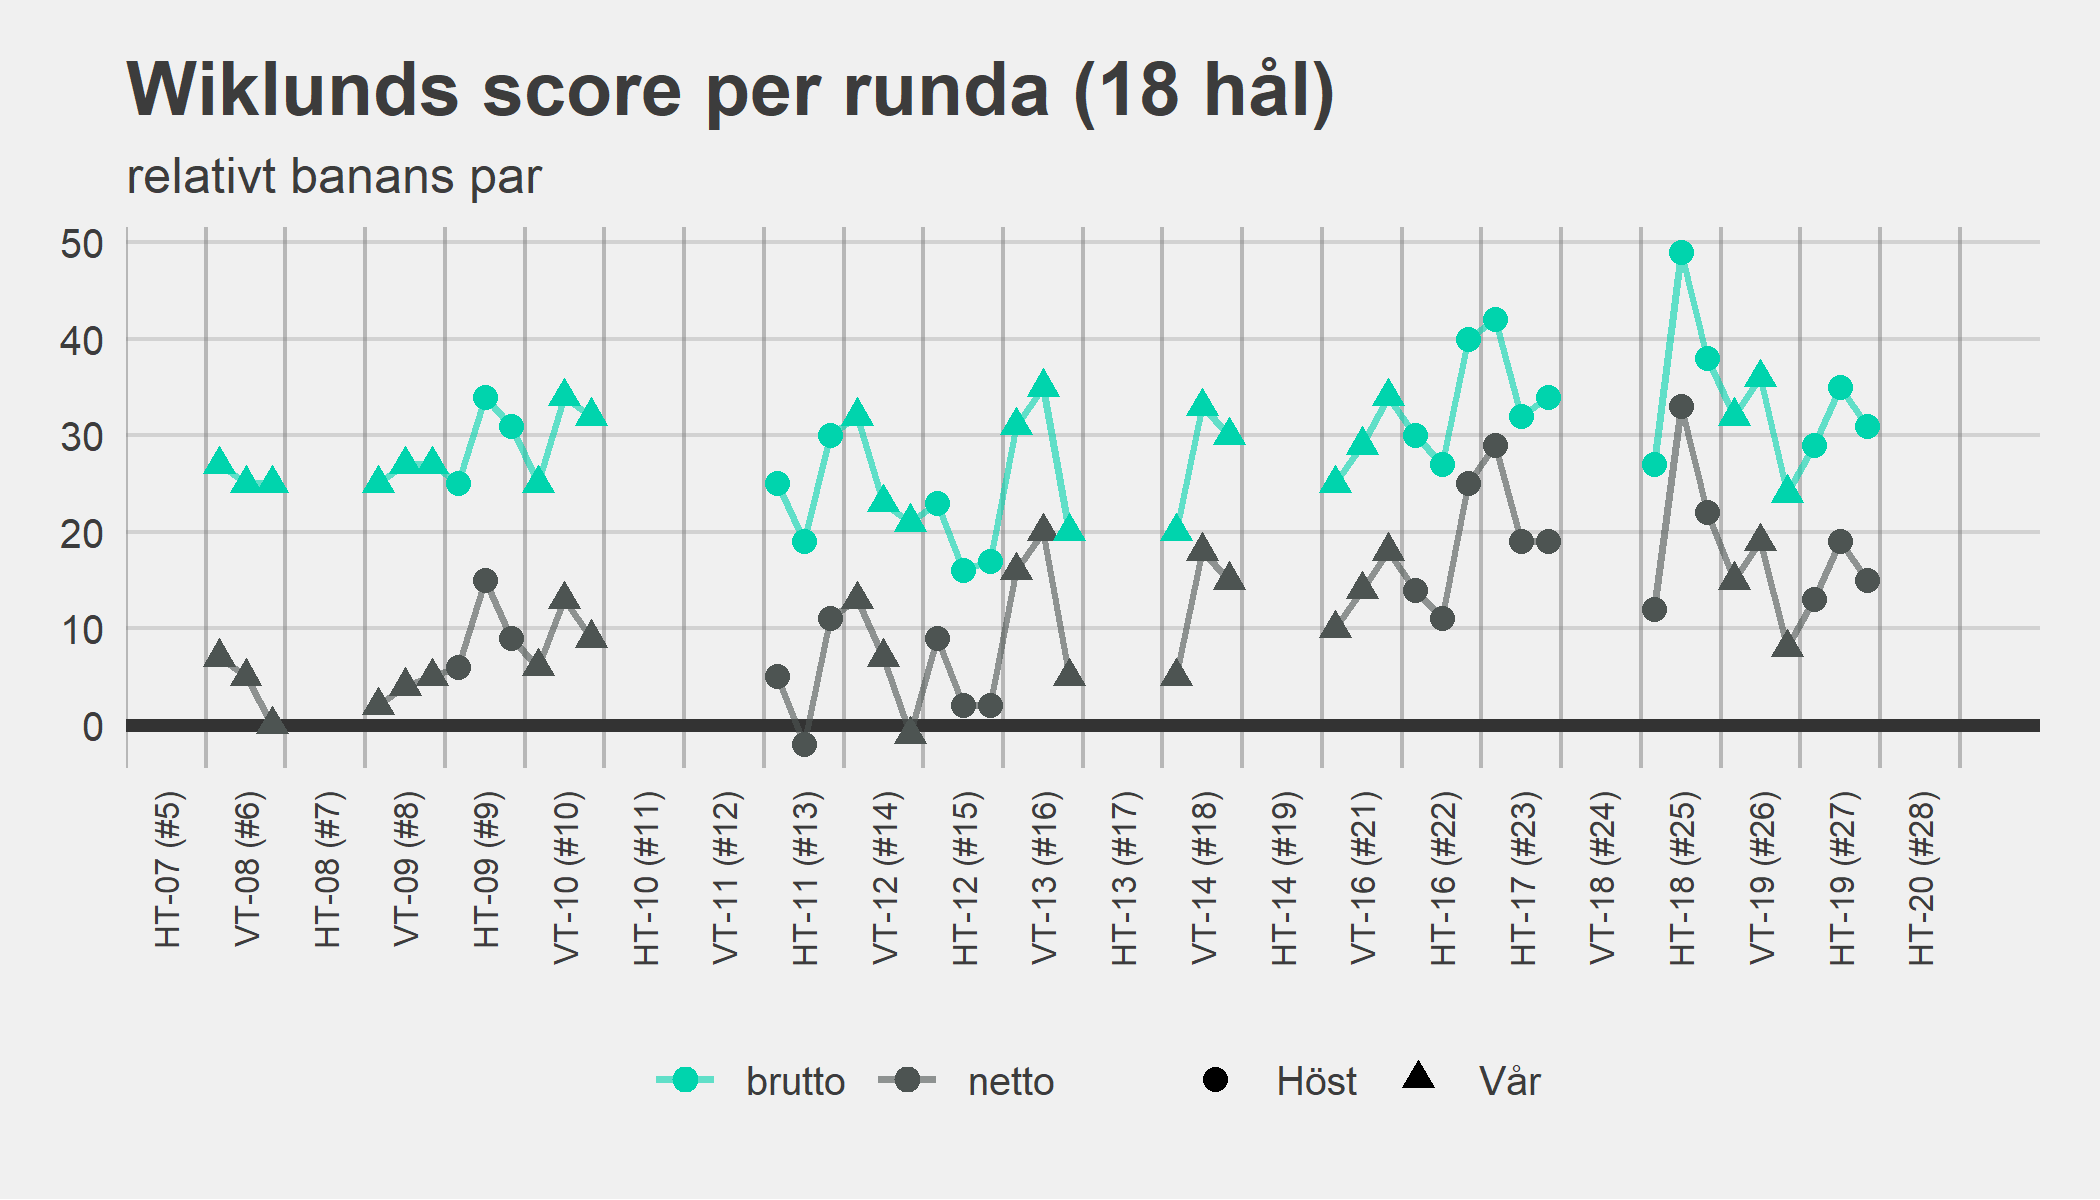 Wiklunds score per runda (18 hål)
relativt banans par
50
40
30
20
10
0
HT-07 (#5)
VT-08 (#6)
HT-08 (#7)
VT-09 (#8)
HT-09 (#9)
VT-10 (#10)
HT-10 (#11)
VT-11 (#12)
HT-11 (#13)
VT-12 (#14)
HT-12 (#15)
VT-13 (#16)
HT-13 (#17)
VT-14 (#18)
HT-14 (#19)
VT-16 (#21)
HT-16 (#22)
HT-17 (#23)
VT-18 (#24)
HT-18 (#25)
VT-19 (#26)
HT-19 (#27)
HT-20 (#28)
brutto netto Höst Vår